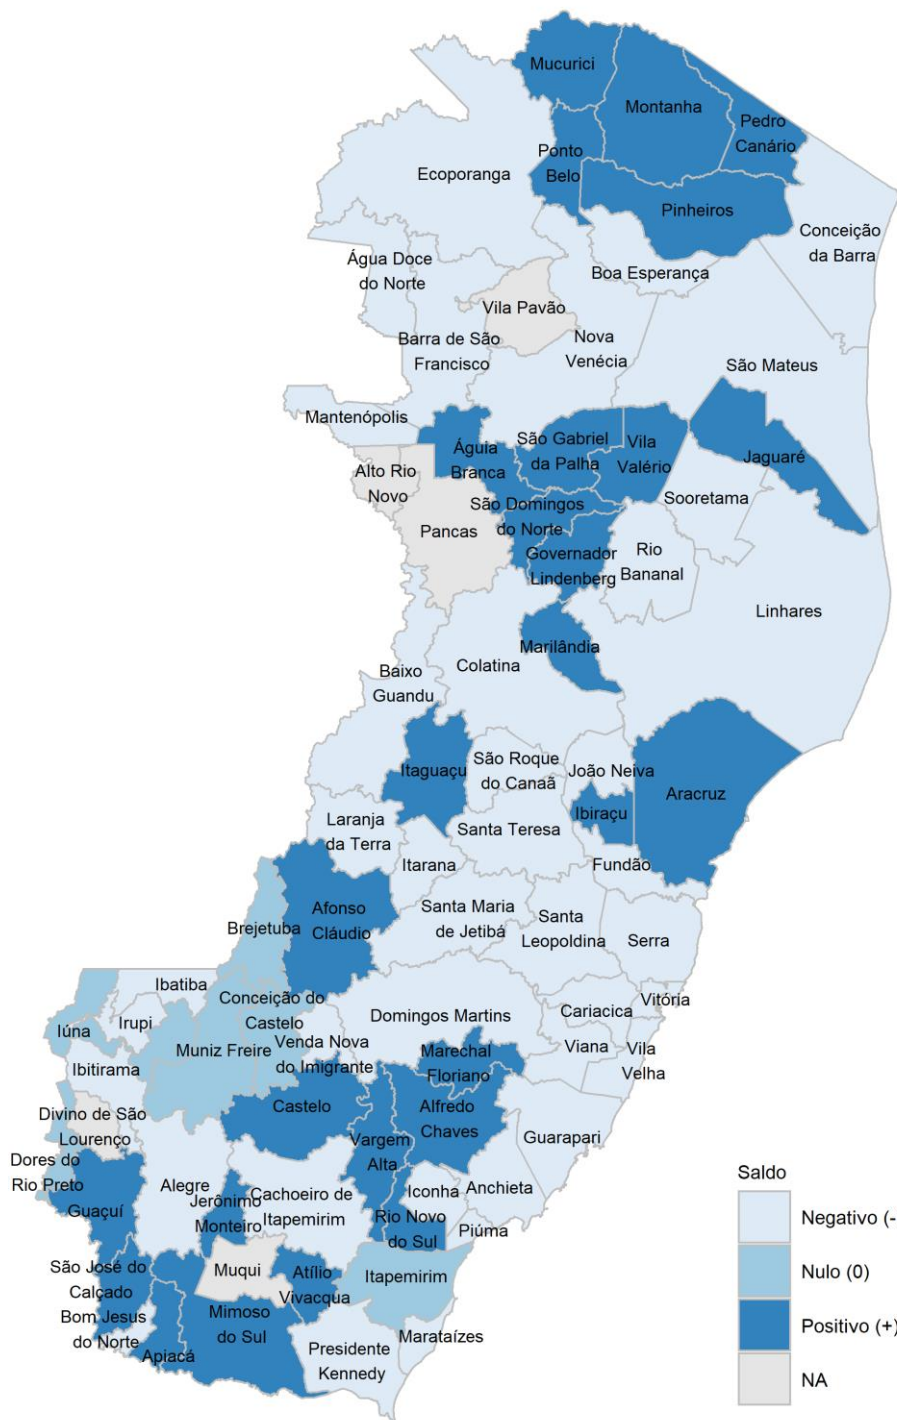 Mucurici
Montanha
Pedro
Canário
Ponto
Belo
Ecoporanga
Pinheiros
Conceição
da Barra
Água Doce
do Norte
Boa Esperança
Vila Pavão
Barra de São
Francisco
Nova
Venécia
São Mateus
Mantenópolis
Águia
Branca
São Gabriel
da Palha
Vila
Valério
Jaguaré
Alto Rio
Novo
Sooretama
São Domingos
do Norte
Pancas
Governador
Lindenberg
Rio
Bananal
Linhares
Marilândia
Colatina
Baixo
Guandu
Itaguaçu
São Roque
do Canaã
João Neiva
Aracruz
Ibiraçu
Laranja
da Terra
Santa Teresa
Itarana
Fundão
Afonso
Cláudio
Brejetuba
Santa Maria
de Jetibá
Santa
Leopoldina
Serra
Ibatiba
Conceição do
Castelo
Iúna
Irupi
Domingos Martins
Cariacica
Vitória
Muniz Freire
Venda Nova
do Imigrante
Viana
Vila
Velha
Ibitirama
Marechal
Floriano
Castelo
Alfredo
Chaves
Divino de São
Lourenço
Vargem
Alta
Guarapari
Dores do
Rio Preto
Guaçuí
Alegre
Jerônimo
Monteiro
Cachoeiro de
Itapemirim
Iconha
Anchieta
Rio Novo
do Sul
Piúma
São José do
Calçado
Muqui
Atílio
Vivacqua
Itapemirim
Bom Jesus
do Norte
Apiacá
Mimoso
do Sul
Marataízes
Presidente
Kennedy
Saldo
Negativo (-
Nulo (0)
Positivo (+)
NA